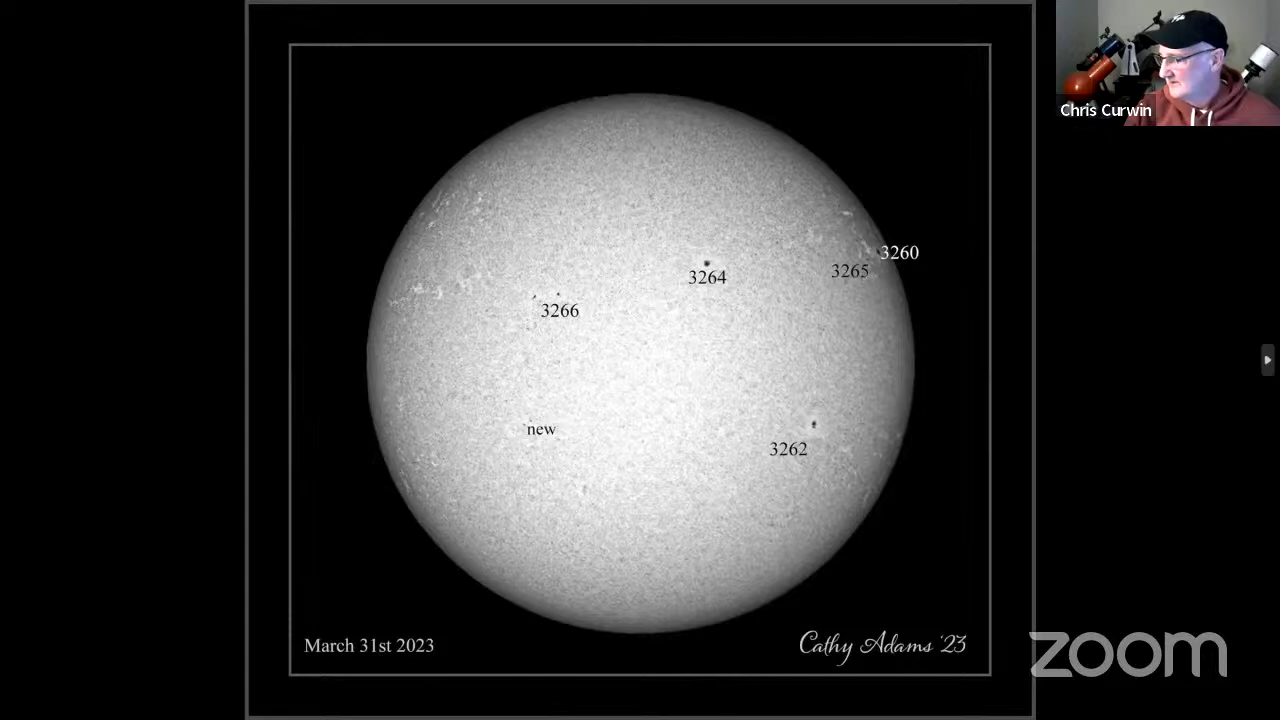 Chris Curwin
3260
3265
3264
3266
new
3262
March 31st 2023
Cathy Adams '23
zoom